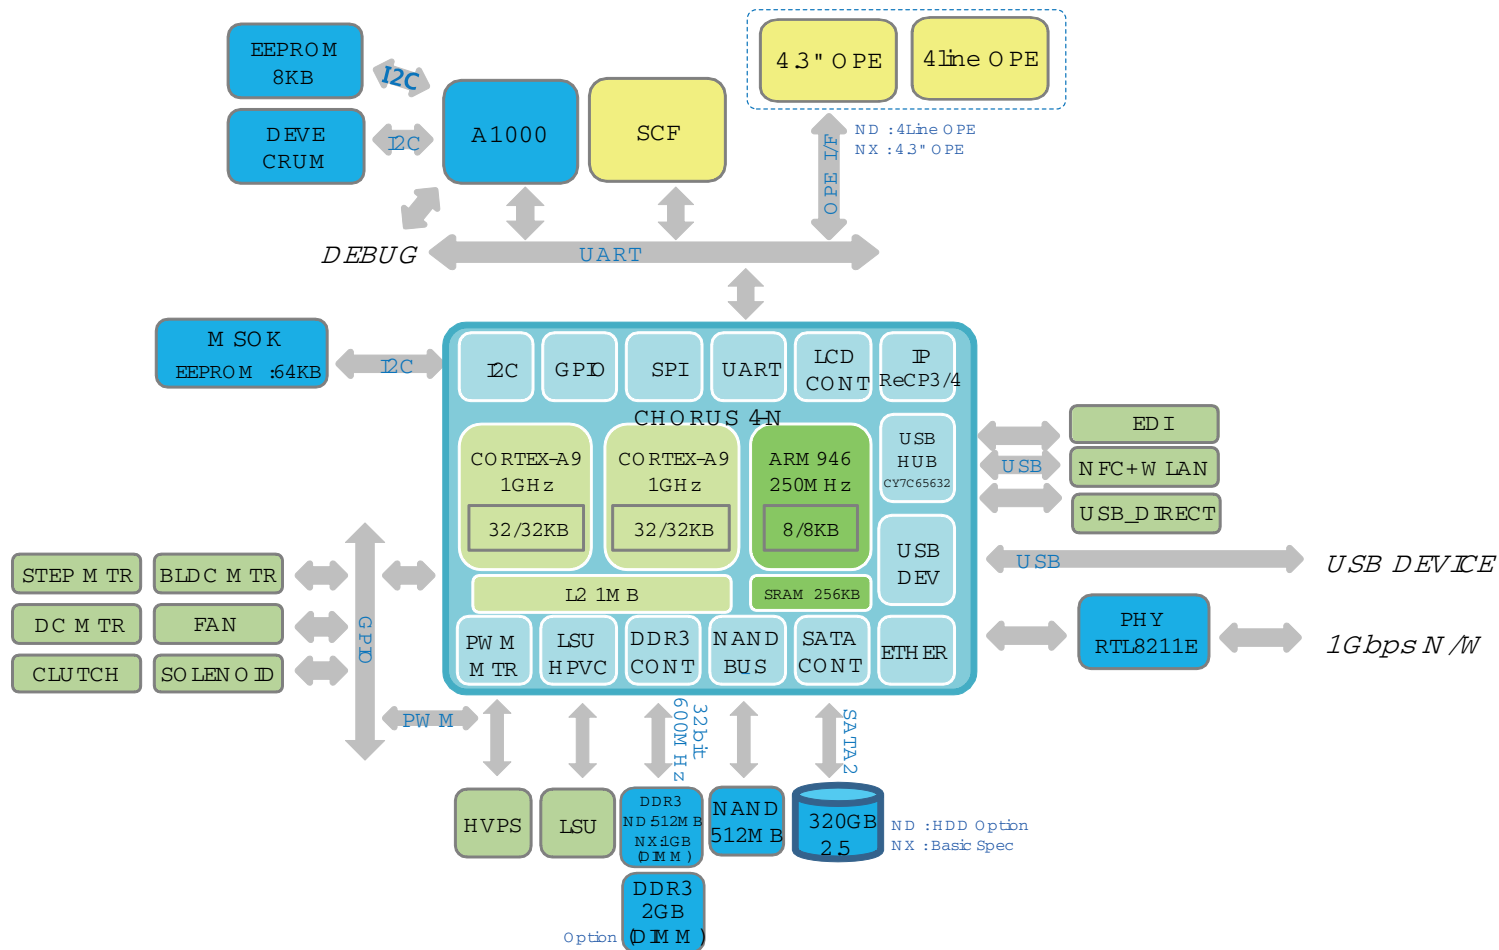 EEPROM
8KB
I2C
DEVE
CRUM
I2C
A1000
SCF
4.3" OPE
4line OPE
OPE I/F
ND : 4Line OPE
NX : 4.3" OPE
DEBUG
UART
MSOK
EEPROM :64KB
I2C
I2C
GPIO
SPI
UART
LCD
CONT
IP
ReCP3/4
CHORUS 4-N
CORTEX-A9
1GHz
32/32KB
CORTEX-A9
1GHz
32/32KB
ARM 946
250MHz
8/8KB
USB
HUB
CY7C65632
USB
DEV
L2 1MB
SRAM 256KB
PWM
MTR
LSU
HPVC
DDR3
CONT
NAND
BUS
SATA
CONT
ETHER
USB
EDI
NFC+WLAN
USB_DIRECT
USB
USB DEVICE
PHY
RTL8211E
1Gbps N/W
STEP MTR
BLDC MTR
DC MTR
FAN
CLUTCH
SOLENOID
GPIO
PWM
32bit
600MHz
SATA2
HVPS
LSU
DDR3
ND:512MB
NX:1GB
(DIMM)
NAND
512MB
320GB
2.5
ND : HDD Option
NX : Basic Spec
DDR3
2GB
(DIMM)
Option